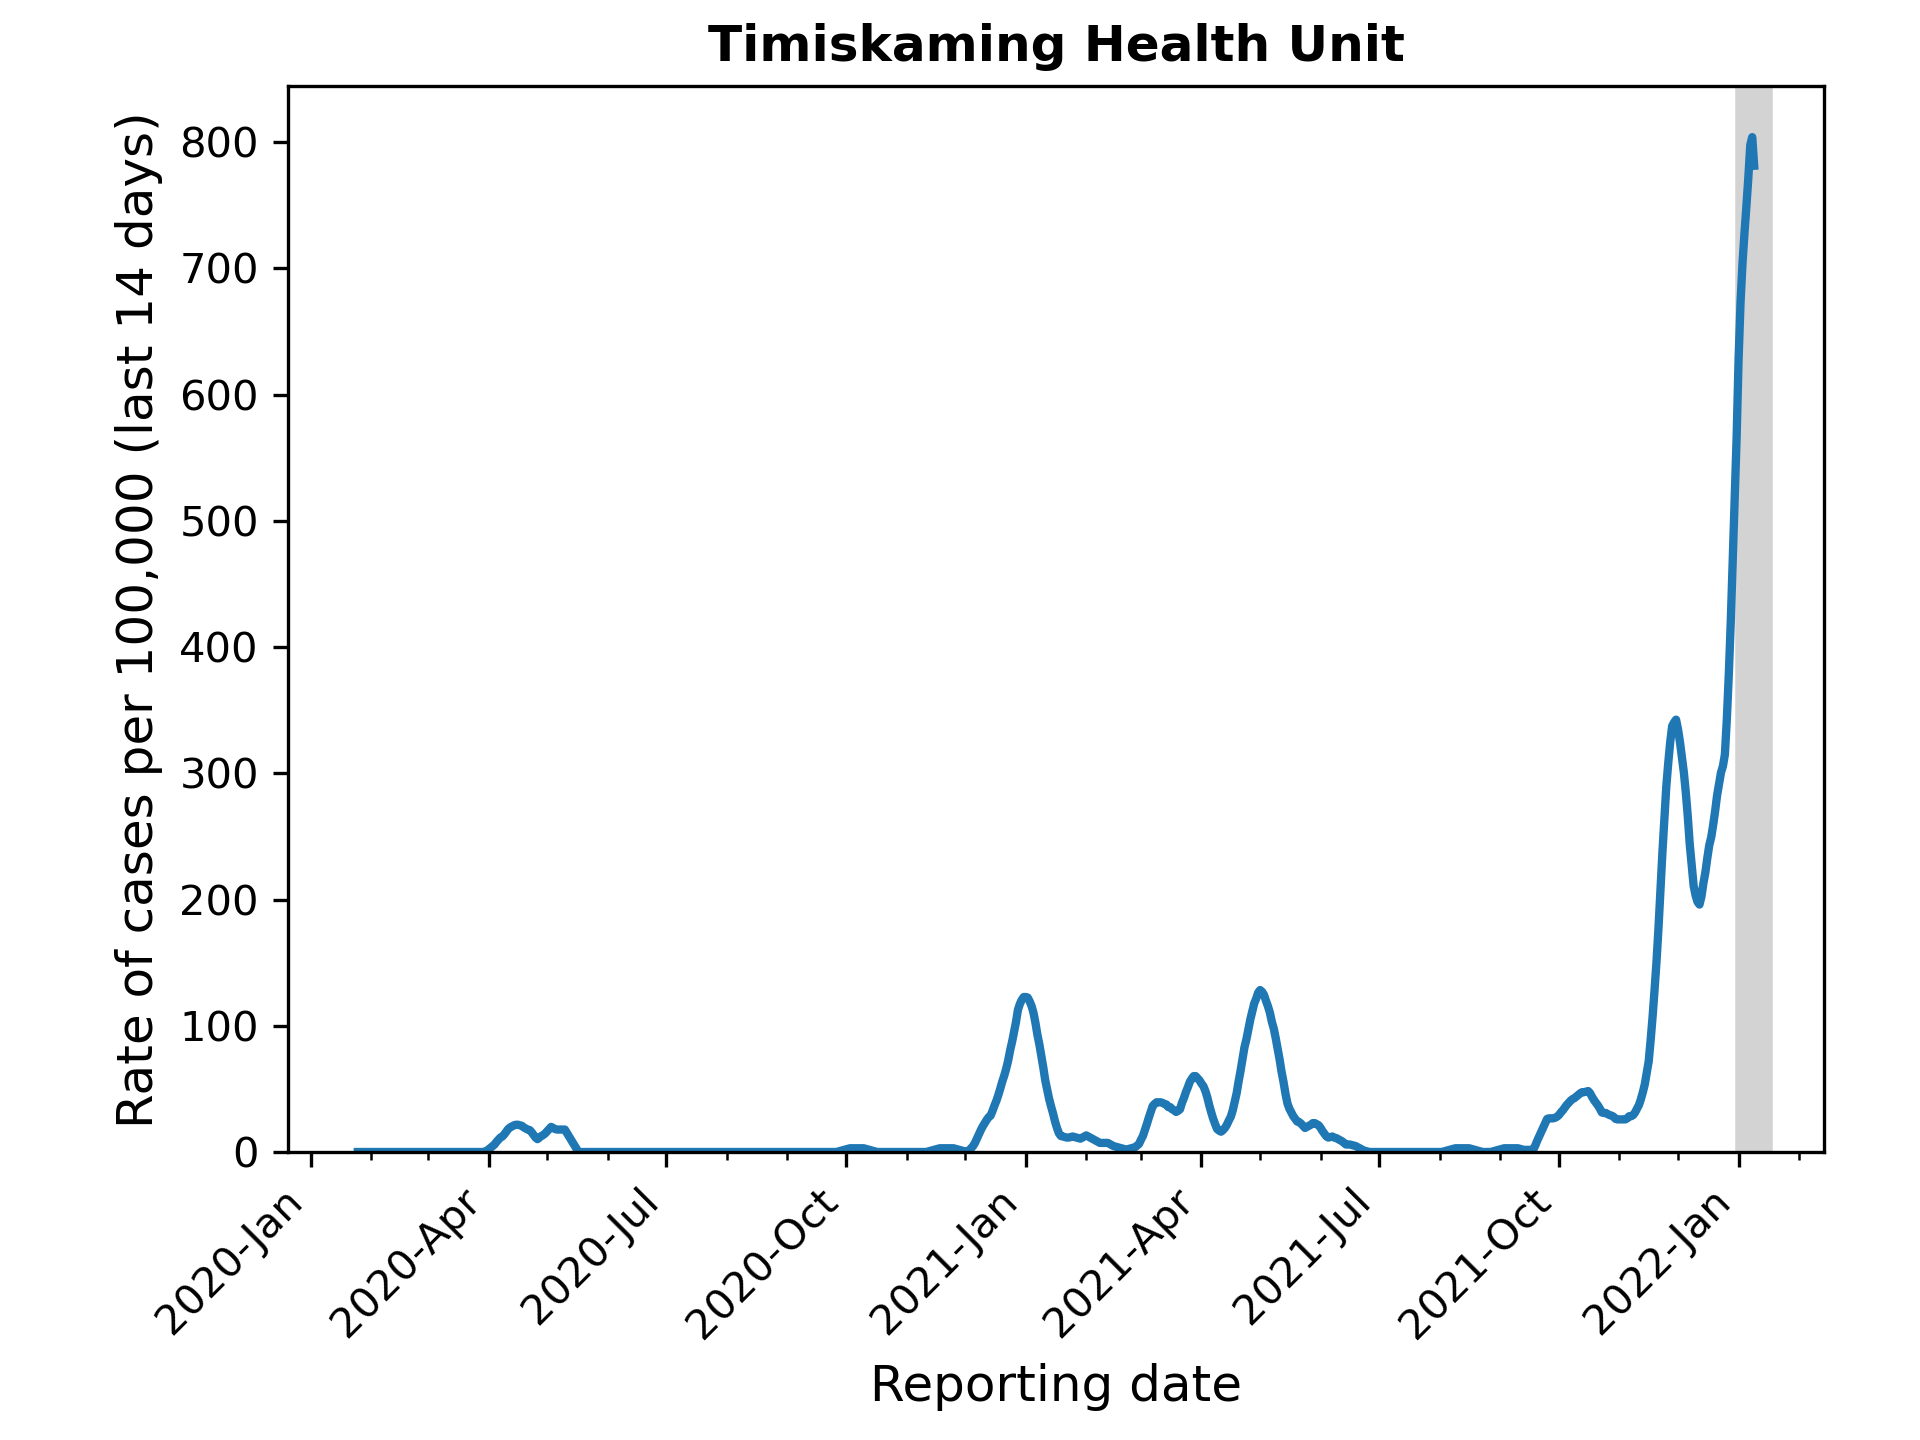 Timiskaming Health Unit
Rate of cases per 100,000 (last 14 days)
800
700
600
500
400
300
200
100
0
2020-Jan
2020-Apr
2020-Jul
2020-Oct
2021-Jan
2021-Apr
2021-Jul
2021-Oct
2022-Jan
Reporting date